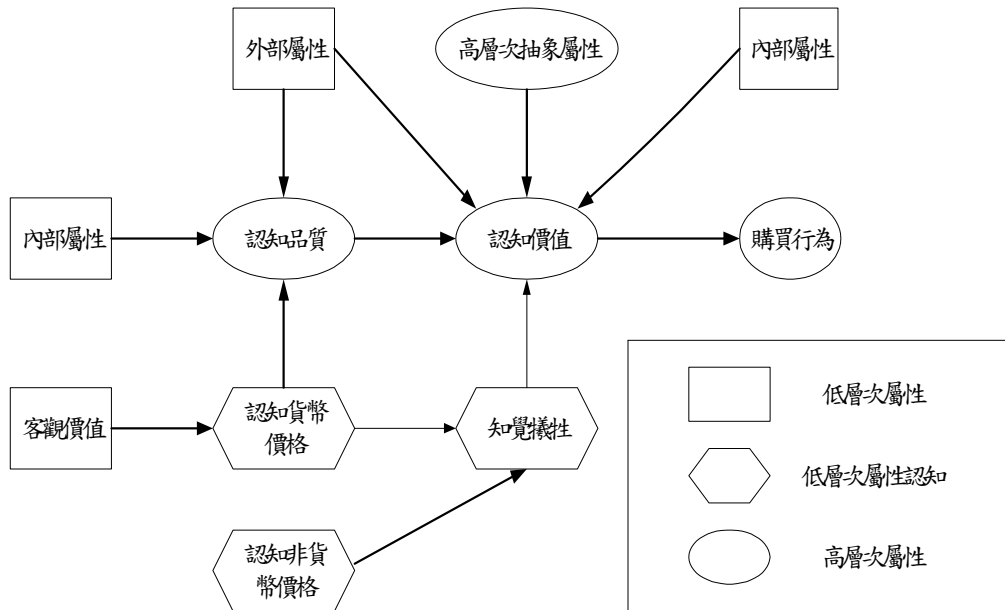 外部屬性
高層次抽象屬性
內部屬性
內部屬性
認知品質
認知價值
購買行為
客觀價值
認知貨幣
價格
知覺犧牲
認知非貨
幣價格
低層次屬性
低層次屬性認知
高層次屬性